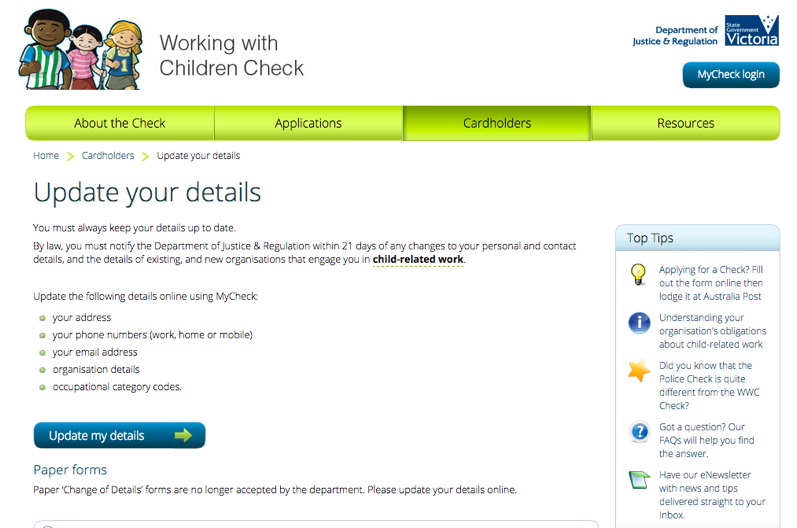 Working with
Children Check
Department of
Justice & Regulation
State
Government
Victoria
MyCheck login
About the Check
Applications
Cardholders
Resources
Home
Cardholders
Update your details
Update your details
You must always keep your details up to date.
By law, you must notify the Department of Justice & Regulation within 21 days of any changes to your personal and contact
details, and the details of existing, and new organisations that engage you in child-related work.
Update the following details online using MyCheck:
your address
your phone numbers (work, home or mobile)
your email address
organisation details
occupational category codes.
Update my details
Paper forms
Paper ‘Change of Details’ forms are no longer accepted by the department. Please update your details online.
Top Tips
Applying for a Check? Fill
out the form online then
lodge it at Australia Post
Understanding your
organisation's obligations
about child-related work
Did you know that the
Police Check is quite
different from the WWC
Check?
Got a question? Our
FAQs will help you find
the answer.
Have our eNewsletter
with news and tips
delivered straight to your
inbox.